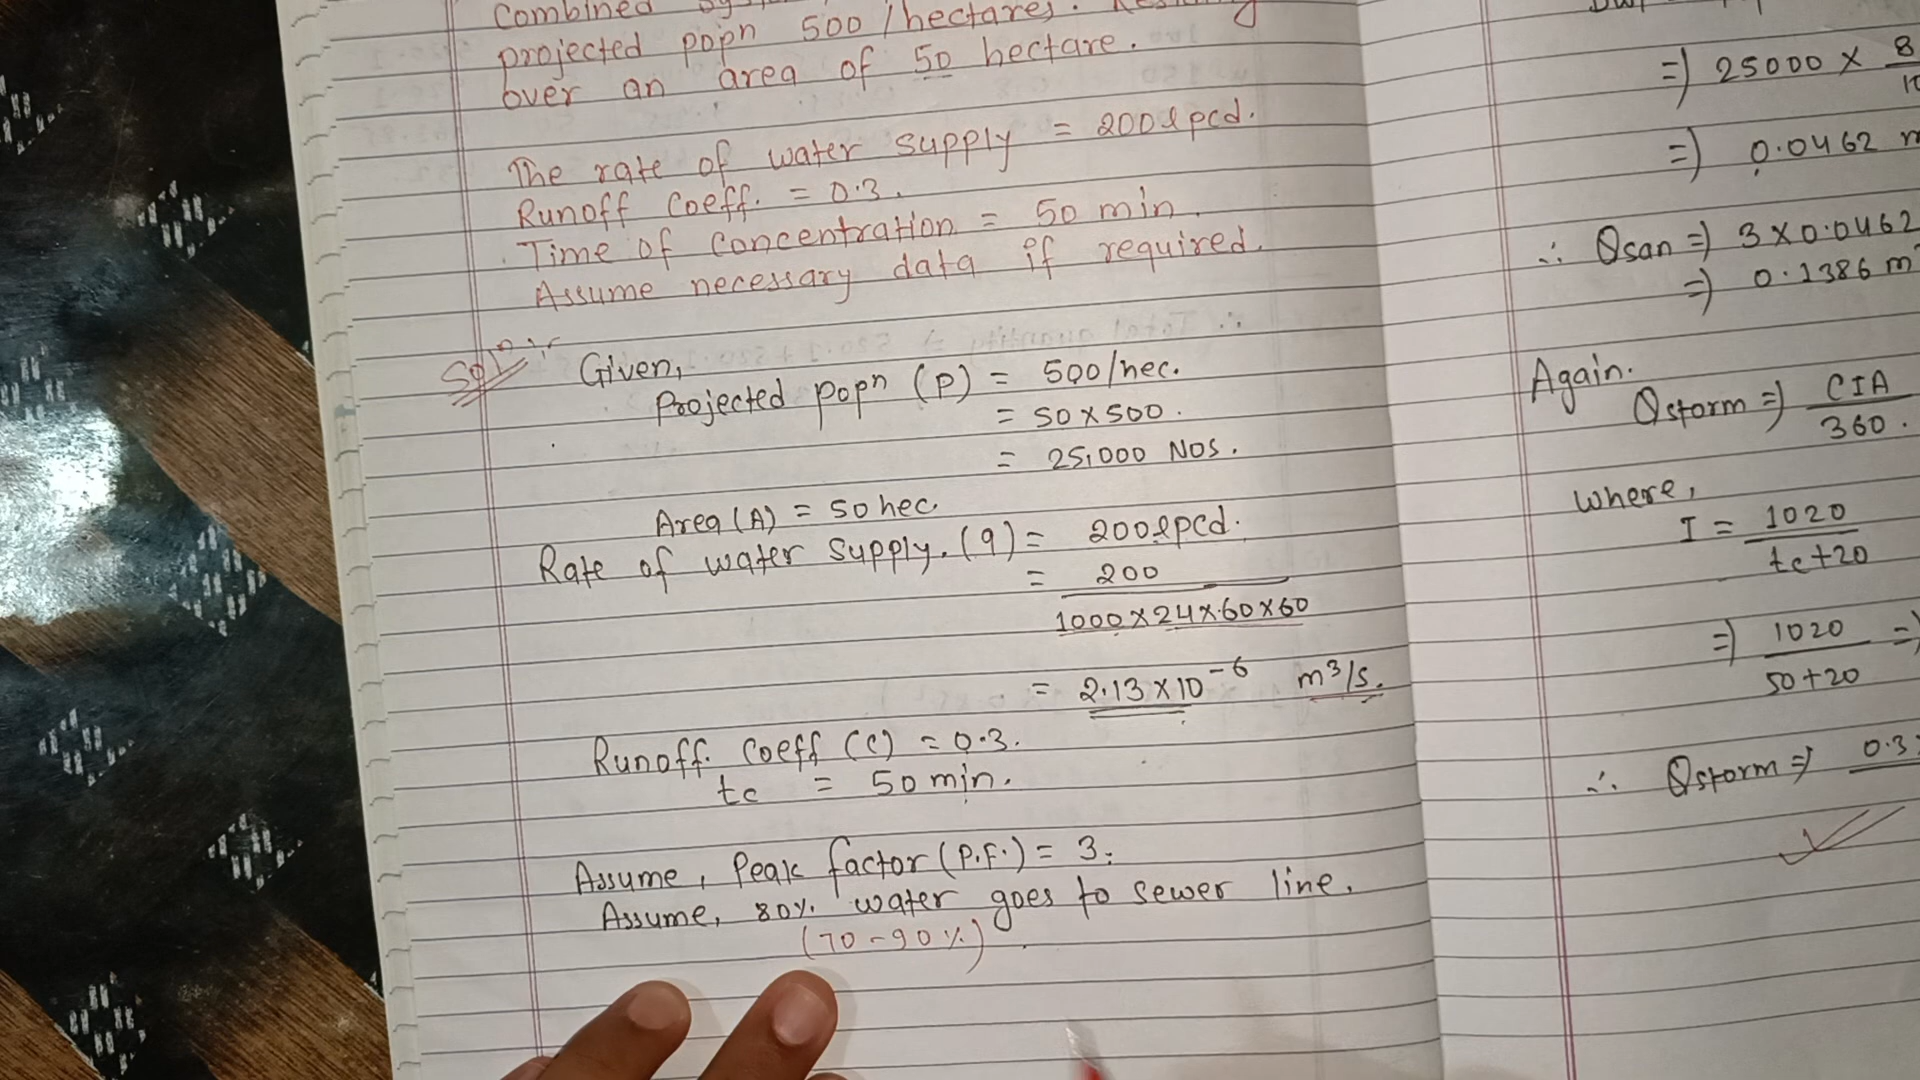 Combined
projected popn 500/hectares.
over an area of 50 hectare.
The rate of water supply = 200 lpcd.
Runoff Coeff. = 0.3.
Time of Concentration = 50 min.
Assume necessary data if required.
Soln:-
Given,
Projected popn (P) = 500/hec.
= 50 x 500.
= 25,000 Nos.
Area (A) = 50 hec.
Rate of water supply. (q) = 200 lpcd.
= 200
1000 x 24 x 60 x 60
= 2.13 x 10⁻⁶ m³/s.
Runoff. Coeff (C) = 0.3.
tc = 50 min.
Assume, Peak factor (P.F.) = 3.
Assume, 80% water goes to sewer line.
(70-90%)
=) 25000 x 8
=) 0.0462 m
∴ Qsan =) 3 x 0.0462
=) 0.1386 m³
Again.
Qstorm =) CIA
360.
where,
I = 1020
tc+20
=) 1020 =)
50+20
∴ Qstorm =) 0.3